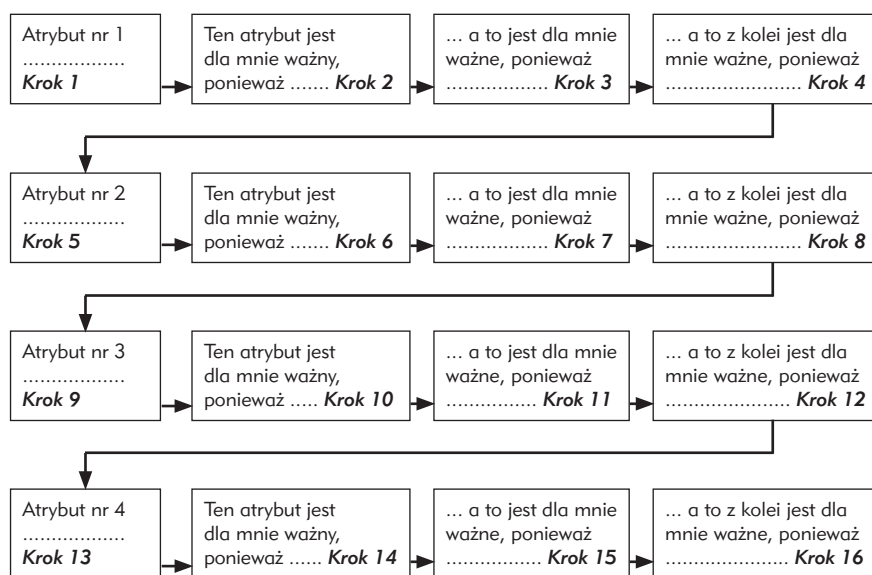 Atrybut nr 1
..................
Krok 1
Ten atrybut jest
dla mnie ważny,
ponieważ ....... Krok 2
... a to jest dla mnie
ważne, ponieważ
.................. Krok 3
... a to z kolei jest dla
mnie ważne, ponieważ
........................ Krok 4
Atrybut nr 2
..................
Krok 5
Ten atrybut jest
dla mnie ważny,
ponieważ ....... Krok 6
... a to jest dla mnie
ważne, ponieważ
.................. Krok 7
... a to z kolei jest dla
mnie ważne, ponieważ
........................ Krok 8
Atrybut nr 3
..................
Krok 9
Ten atrybut jest
dla mnie ważny,
ponieważ ..... Krok 10
... a to jest dla mnie
ważne, ponieważ
................ Krok 11
... a to z kolei jest dla
mnie ważne, ponieważ
...................... Krok 12
Atrybut nr 4
..................
Krok 13
Ten atrybut jest
dla mnie ważny,
ponieważ ...... Krok 14
... a to jest dla mnie
ważne, ponieważ
................ Krok 15
... a to z kolei jest dla
mnie ważne, ponieważ
...................... Krok 16